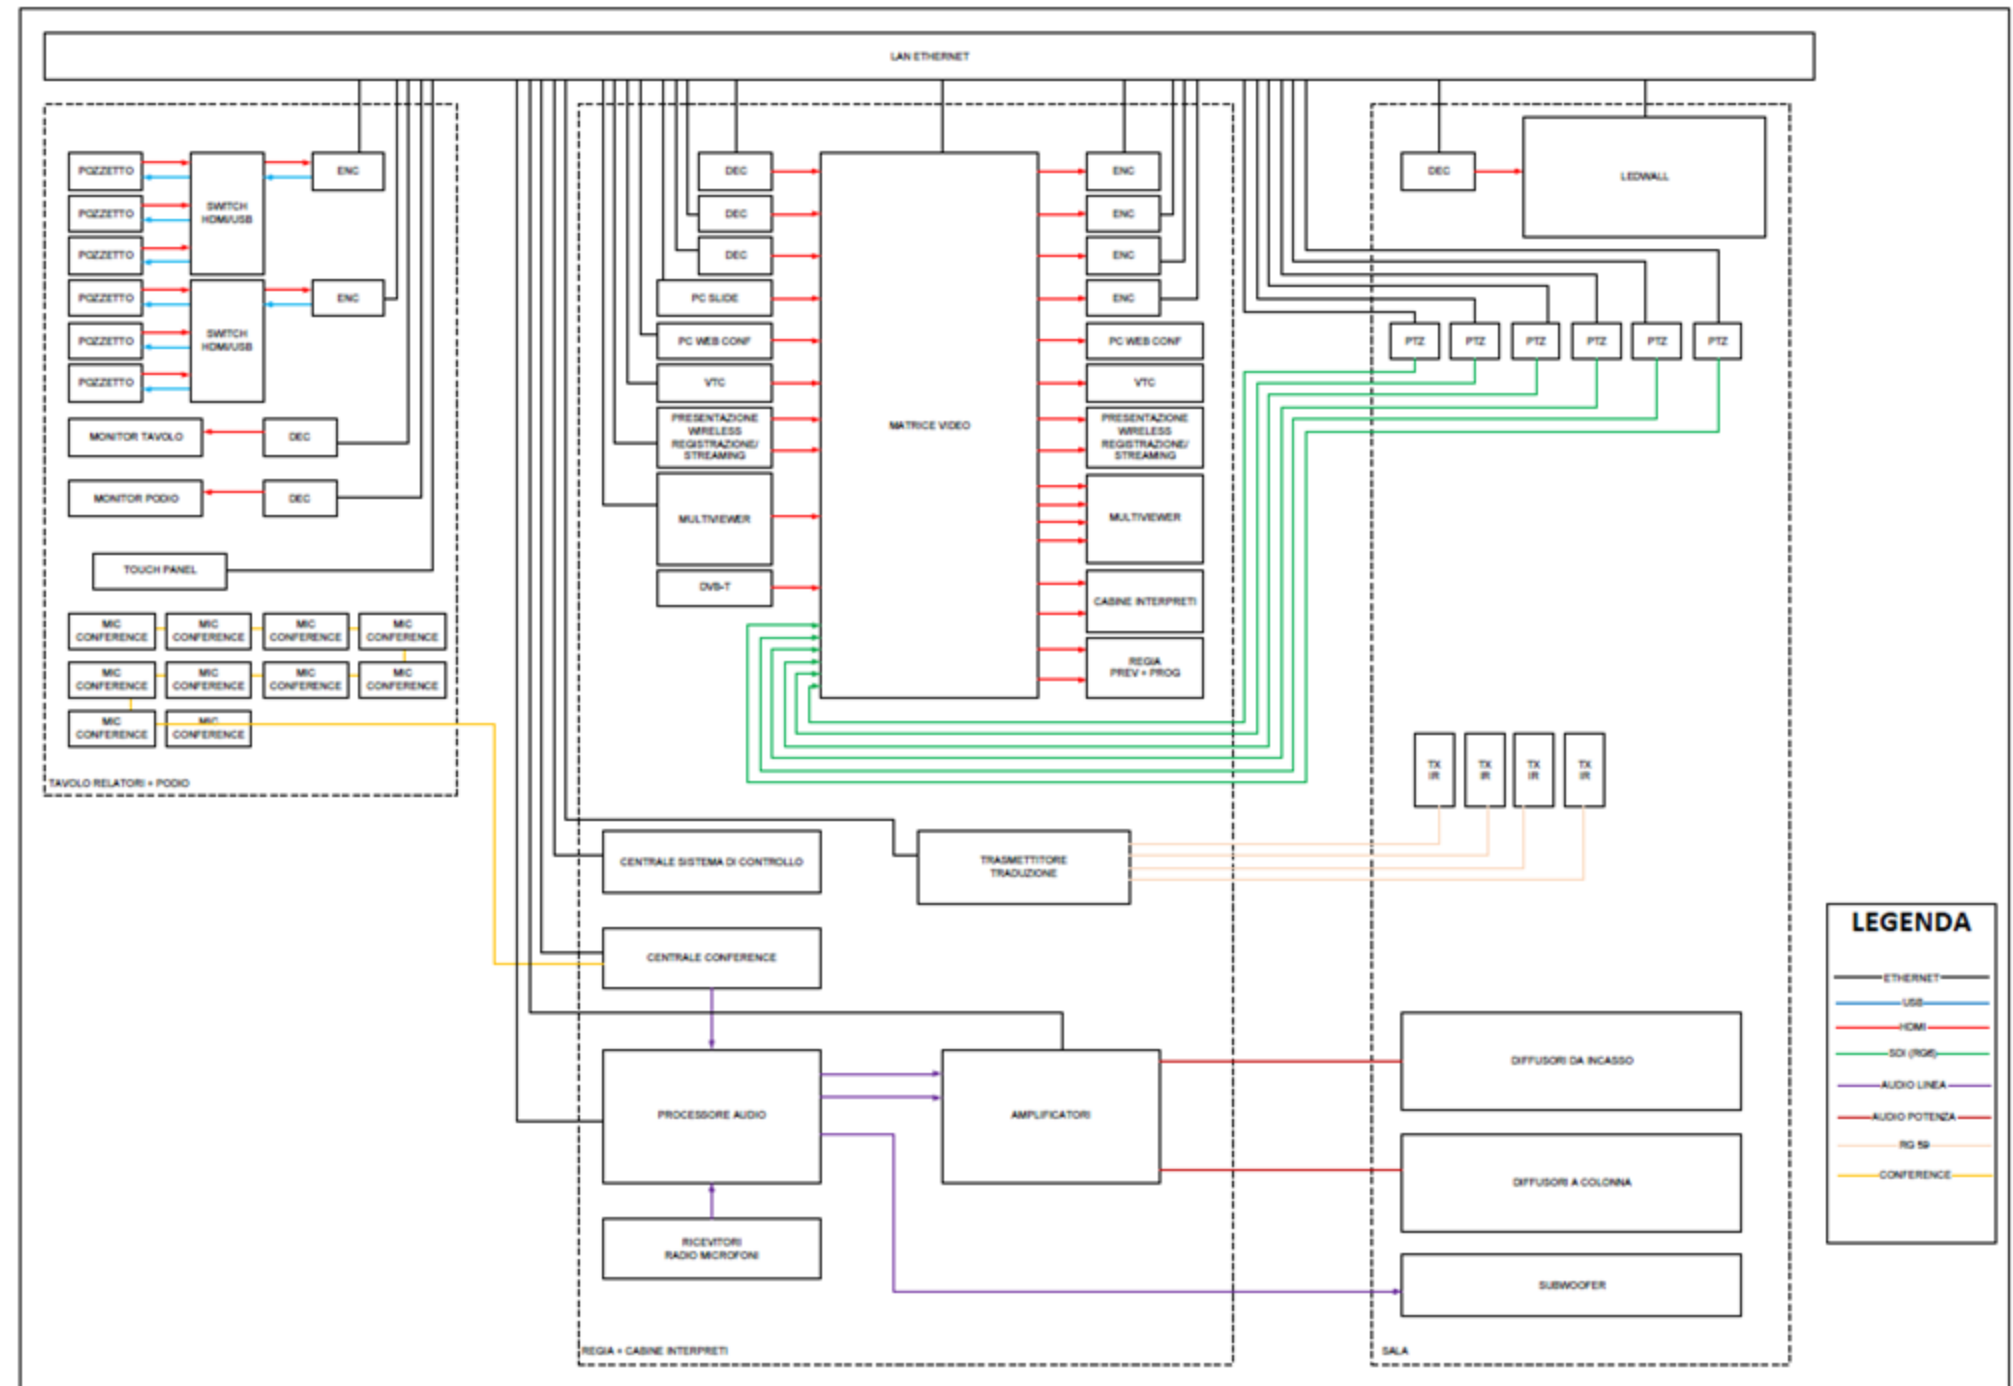 LAN ETHERNET
POZZETTO
POZZETTO
POZZETTO
POZZETTO
POZZETTO
POZZETTO
SWITCH
HDMI/USB
SWITCH
HDMI/USB
ENC
ENC
MONITOR TAVOLO
DEC
MONITOR PODIO
DEC
TOUCH PANEL
MIC
CONFERENCE
MIC
CONFERENCE
MIC
CONFERENCE
MIC
CONFERENCE
MIC
CONFERENCE
MIC
CONFERENCE
MIC
CONFERENCE
MIC
CONFERENCE
MIC
CONFERENCE
MIC
CONFERENCE
TAVOLO RELATORI + PODIO
DEC
DEC
DEC
PC SLIDE
PC WEB CONF
VTC
PRESENTAZIONE
WIRELESS
REGISTRAZIONE/
STREAMING
MULTIVIEWER
DVB-T
MATRICE VIDEO
ENC
ENC
ENC
ENC
PC WEB CONF
VTC
PRESENTAZIONE
WIRELESS
REGISTRAZIONE/
STREAMING
MULTIVIEWER
CABINE INTERPRETI
REGIA
PREV + PROG
CENTRALE SISTEMA DI CONTROLLO
TRASMETTITORE
TRADUZIONE
CENTRALE CONFERENCE
PROCESSORE AUDIO
AMPLIFICATORI
RICEVITORI
RADIO MICROFONI
REGIA + CABINE INTERPRETI
DEC
LEDWALL
PTZ
PTZ
PTZ
PTZ
PTZ
PTZ
TX
IR
TX
IR
TX
IR
TX
IR
DIFFUSORI DA INCASSO
DIFFUSORI A COLONNA
SUBWOOFER
SALA
LEGENDA
ETHERNET
USB
HDMI
SDI (RG6)
AUDIO LINEA
AUDIO POTENZA
RG 59
CONFERENCE